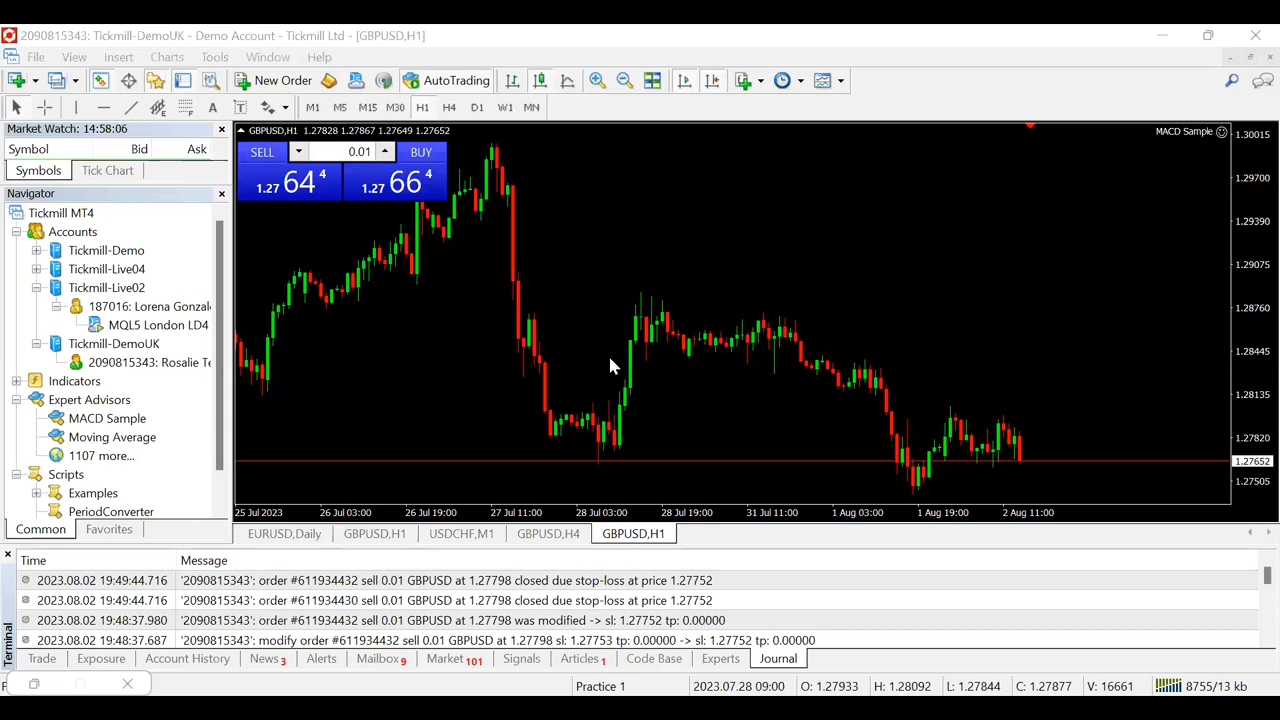 2090815343: Tickmill-DemoUK - Demo Account - Tickmill Ltd - [GBPUSD,H1]
File View Insert Charts Tools Window Help
New Order AutoTrading
A T M1 M5 M15 M30 H1 H4 D1 W1 MN
Market Watch: 14:58:06
Symbol Bid Ask
Symbols Tick Chart
Navigator
Tickmill MT4
Accounts
Tickmill-Demo
Tickmill-Live04
Tickmill-Live02
187016: Lorena Gonzal
MQL5 London LD4
Tickmill-DemoUK
2090815343: Rosalie Te
Indicators
Expert Advisors
MACD Sample
Moving Average
1107 more...
Scripts
Examples
PeriodConverter
Common Favorites
GBPUSD,H1 1.27828 1.27867 1.27649 1.27652
MACD Sample
SELL 0.01 BUY
1.27 64 4 1.27 66 4
1.30015
1.29700
1.29390
1.29075
1.28760
1.28445
1.28135
1.27820
1.27652
1.27505
25 Jul 2023 26 Jul 03:00 26 Jul 19:00 27 Jul 11:00 28 Jul 03:00 28 Jul 19:00 31 Jul 11:00 1 Aug 03:00 1 Aug 19:00 2 Aug 11:00
EURUSD,Daily GBPUSD,H1 USDCHF,M1 GBPUSD,H4 GBPUSD,H1
Time Message
2023.08.02 19:49:44.716 '2090815343': order #611934432 sell 0.01 GBPUSD at 1.27798 closed due stop-loss at price 1.27752
2023.08.02 19:49:44.716 '2090815343': order #611934430 sell 0.01 GBPUSD at 1.27798 closed due stop-loss at price 1.27752
2023.08.02 19:48:37.980 '2090815343': order #611934432 sell 0.01 GBPUSD at 1.27798 was modified -> sl: 1.27752 tp: 0.00000
2023.08.02 19:48:37.687 '2090815343': modify order #611934432 sell 0.01 GBPUSD at 1.27798 sl: 1.27753 tp: 0.00000 -> sl: 1.27752 tp: 0.00000
Terminal
Trade Exposure Account History News 3 Alerts Mailbox 9 Market 101 Signals Articles 1 Code Base Experts Journal
Practice 1 2023.07.28 09:00 O: 1.27933 H: 1.28092 L: 1.27844 C: 1.27877 V: 16661 8755/13 kb